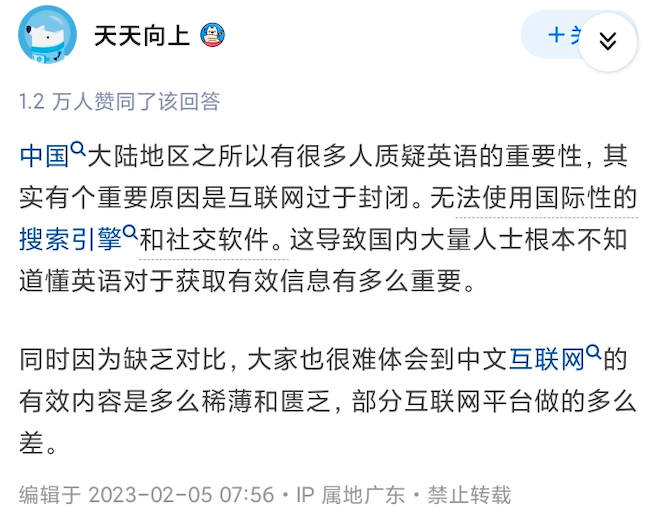 天天向上
+ 关
1.2 万人赞同了该回答
中国大陆地区之所以有很多人质疑英语的重要性，其
实有个重要原因是互联网过于封闭。无法使用国际性的
搜索引擎和社交软件。这导致国内大量人士根本不知
道懂英语对于获取有效信息有多么重要。
同时因为缺乏对比，大家也很难体会到中文互联网的
有效内容是多么稀薄和匮乏，部分互联网平台做的多么
差。
编辑于 2023-02-05 07:56・IP 属地广东・禁止转载